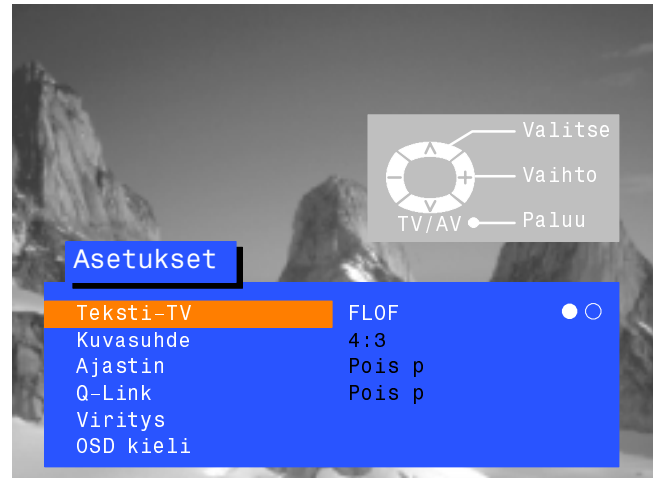 Valitse
Vaihto
TV/AV Paluu
Asetukset
Teksti-TV FLOF
Kuvasuhde 4:3
Ajastin Pois p
Q-Link Pois p
Viritys
OSD kieli